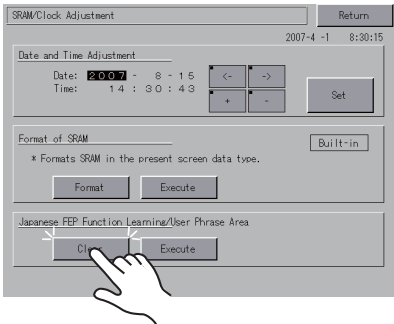 SRAM/Clock Adjustment Return
2007-4 -1 8:30:15
Date and Time Adjustment
Date: 2007 - 8 - 15 <- ->
Time: 14 : 30 : 43 + - Set
Format of SRAM Built-in
* Formats SRAM in the present screen data type.
Format Execute
Japanese FEP Function Learning/User Phrase Area
Clear Execute